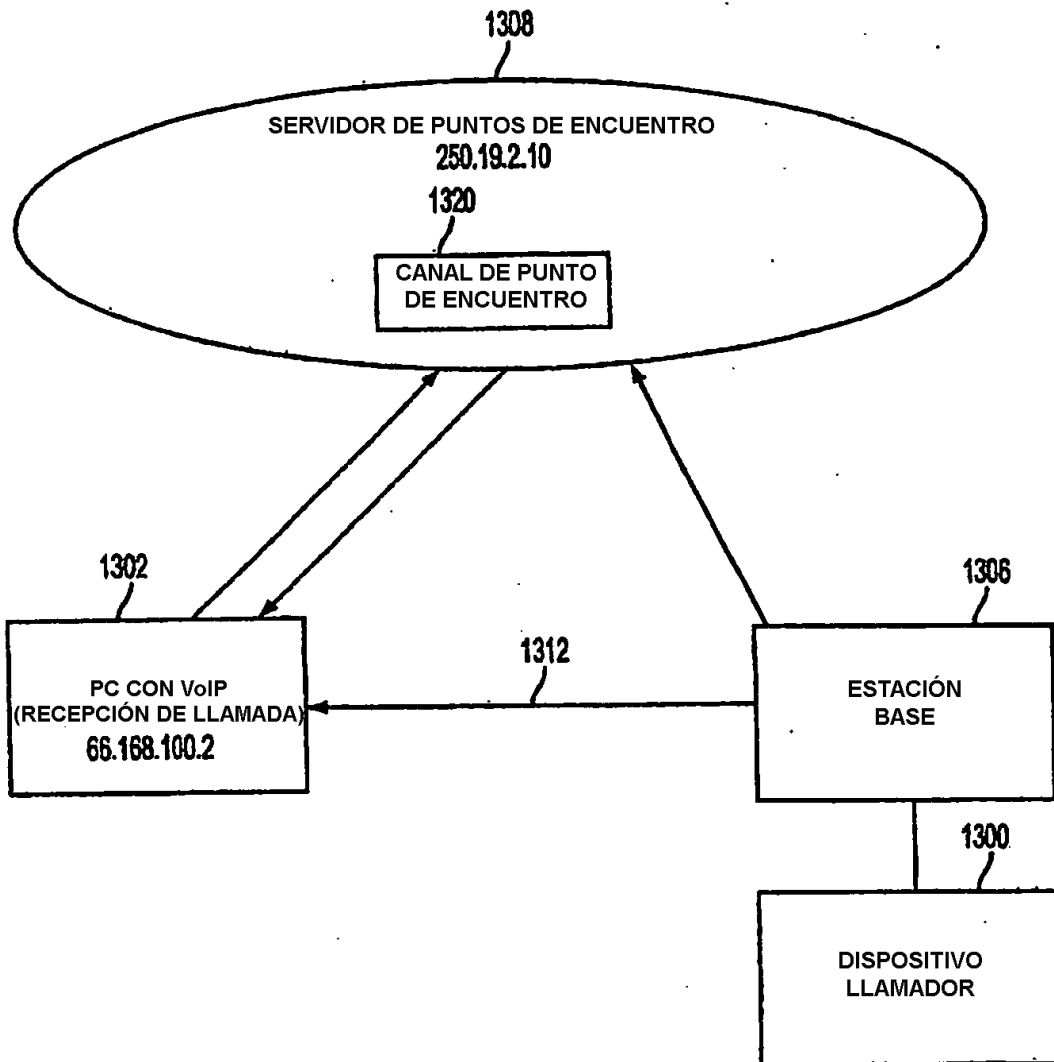 1308
SERVIDOR DE PUNTOS DE ENCUENTRO
250.19.2.10
1320
CANAL DE PUNTO
DE ENCUENTRO
1302
PC CON VoIP
(RECEPCIÓN DE LLAMADA)
66.168.100.2
1312
1306
ESTACIÓN
BASE
1300
DISPOSITIVO
LLAMADOR